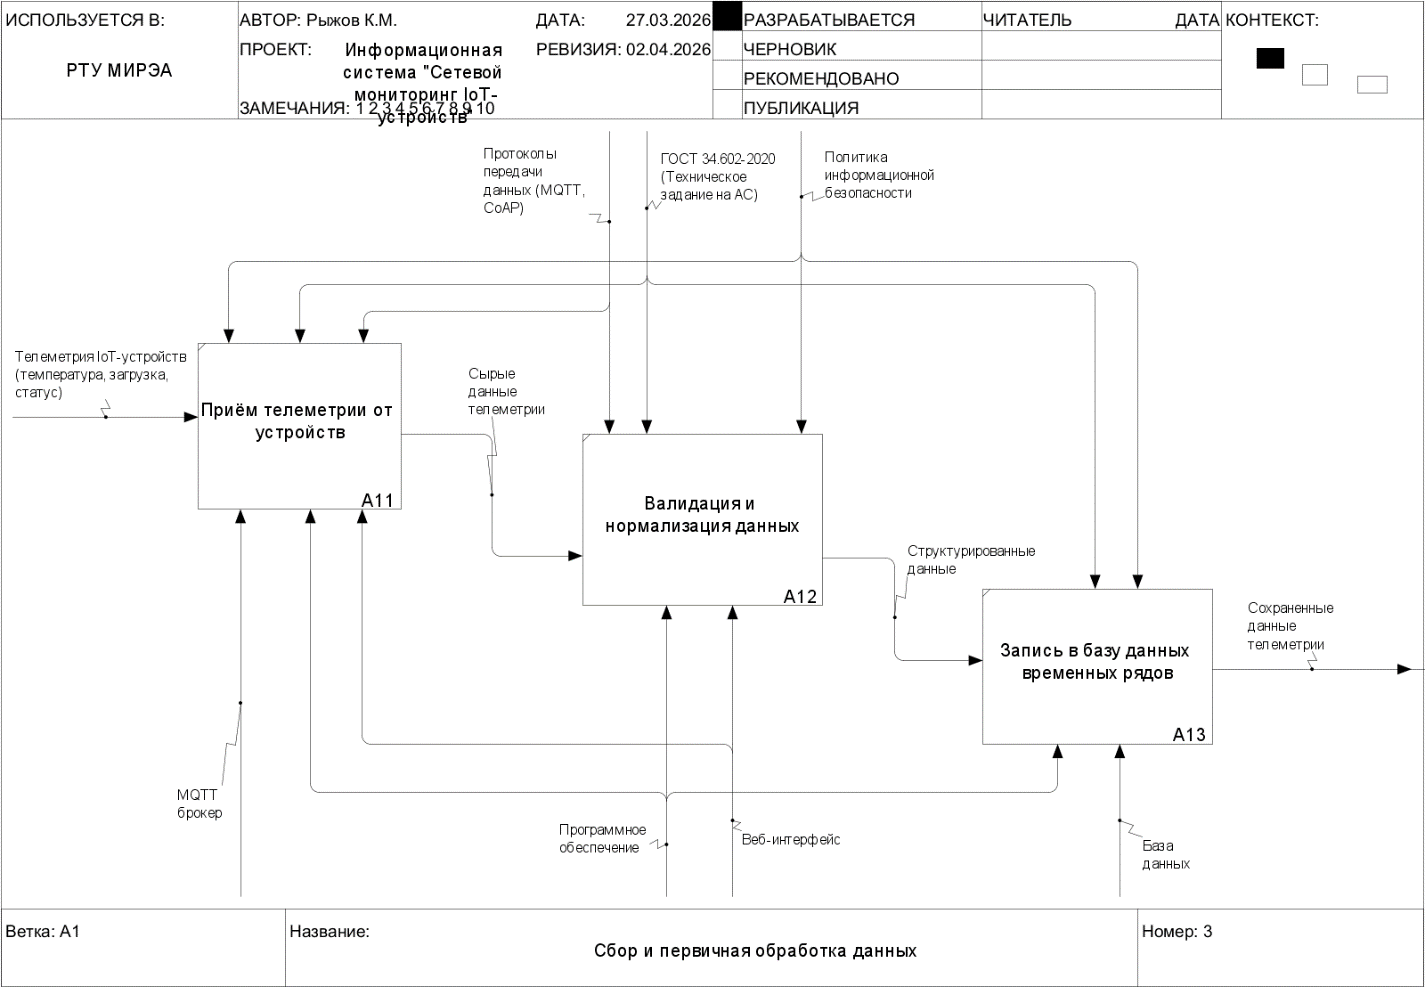 ИСПОЛЬЗУЕТСЯ В:
РТУ МИРЭА
АВТОР: Рыжов К.М.
ДАТА: 27.03.2026
ПРОЕКТ:
Информационная
система "Сетевой
мониторинг IoT-
устройств"
РЕВИЗИЯ: 02.04.2026
ЗАМЕЧАНИЯ: 1 2 3 4 5 6 7 8 9 10
РАЗРАБАТЫВАЕТСЯ
ЧЕРНОВИК
РЕКОМЕНДОВАНО
ПУБЛИКАЦИЯ
ЧИТАТЕЛЬ ДАТА
КОНТЕКСТ:
Протоколы
передачи
данных (MQTT,
CoAP)
ГОСТ 34.602-2020
(Техническое
задание на АС)
Политика
информационной
безопасности
Телеметрия IoT-устройств
(температура, загрузка,
статус)
Приём телеметрии от
устройств
A11
Сырые
данные
телеметрии
Валидация и
нормализация данных
A12
Структурированные
данные
Запись в базу данных
временных рядов
A13
Сохраненные
данные
телеметрии
MQTT
брокер
Программное
обеспечение
Веб-интерфейс
База
данных
Ветка: A1
Название:
Сбор и первичная обработка данных
Номер: 3